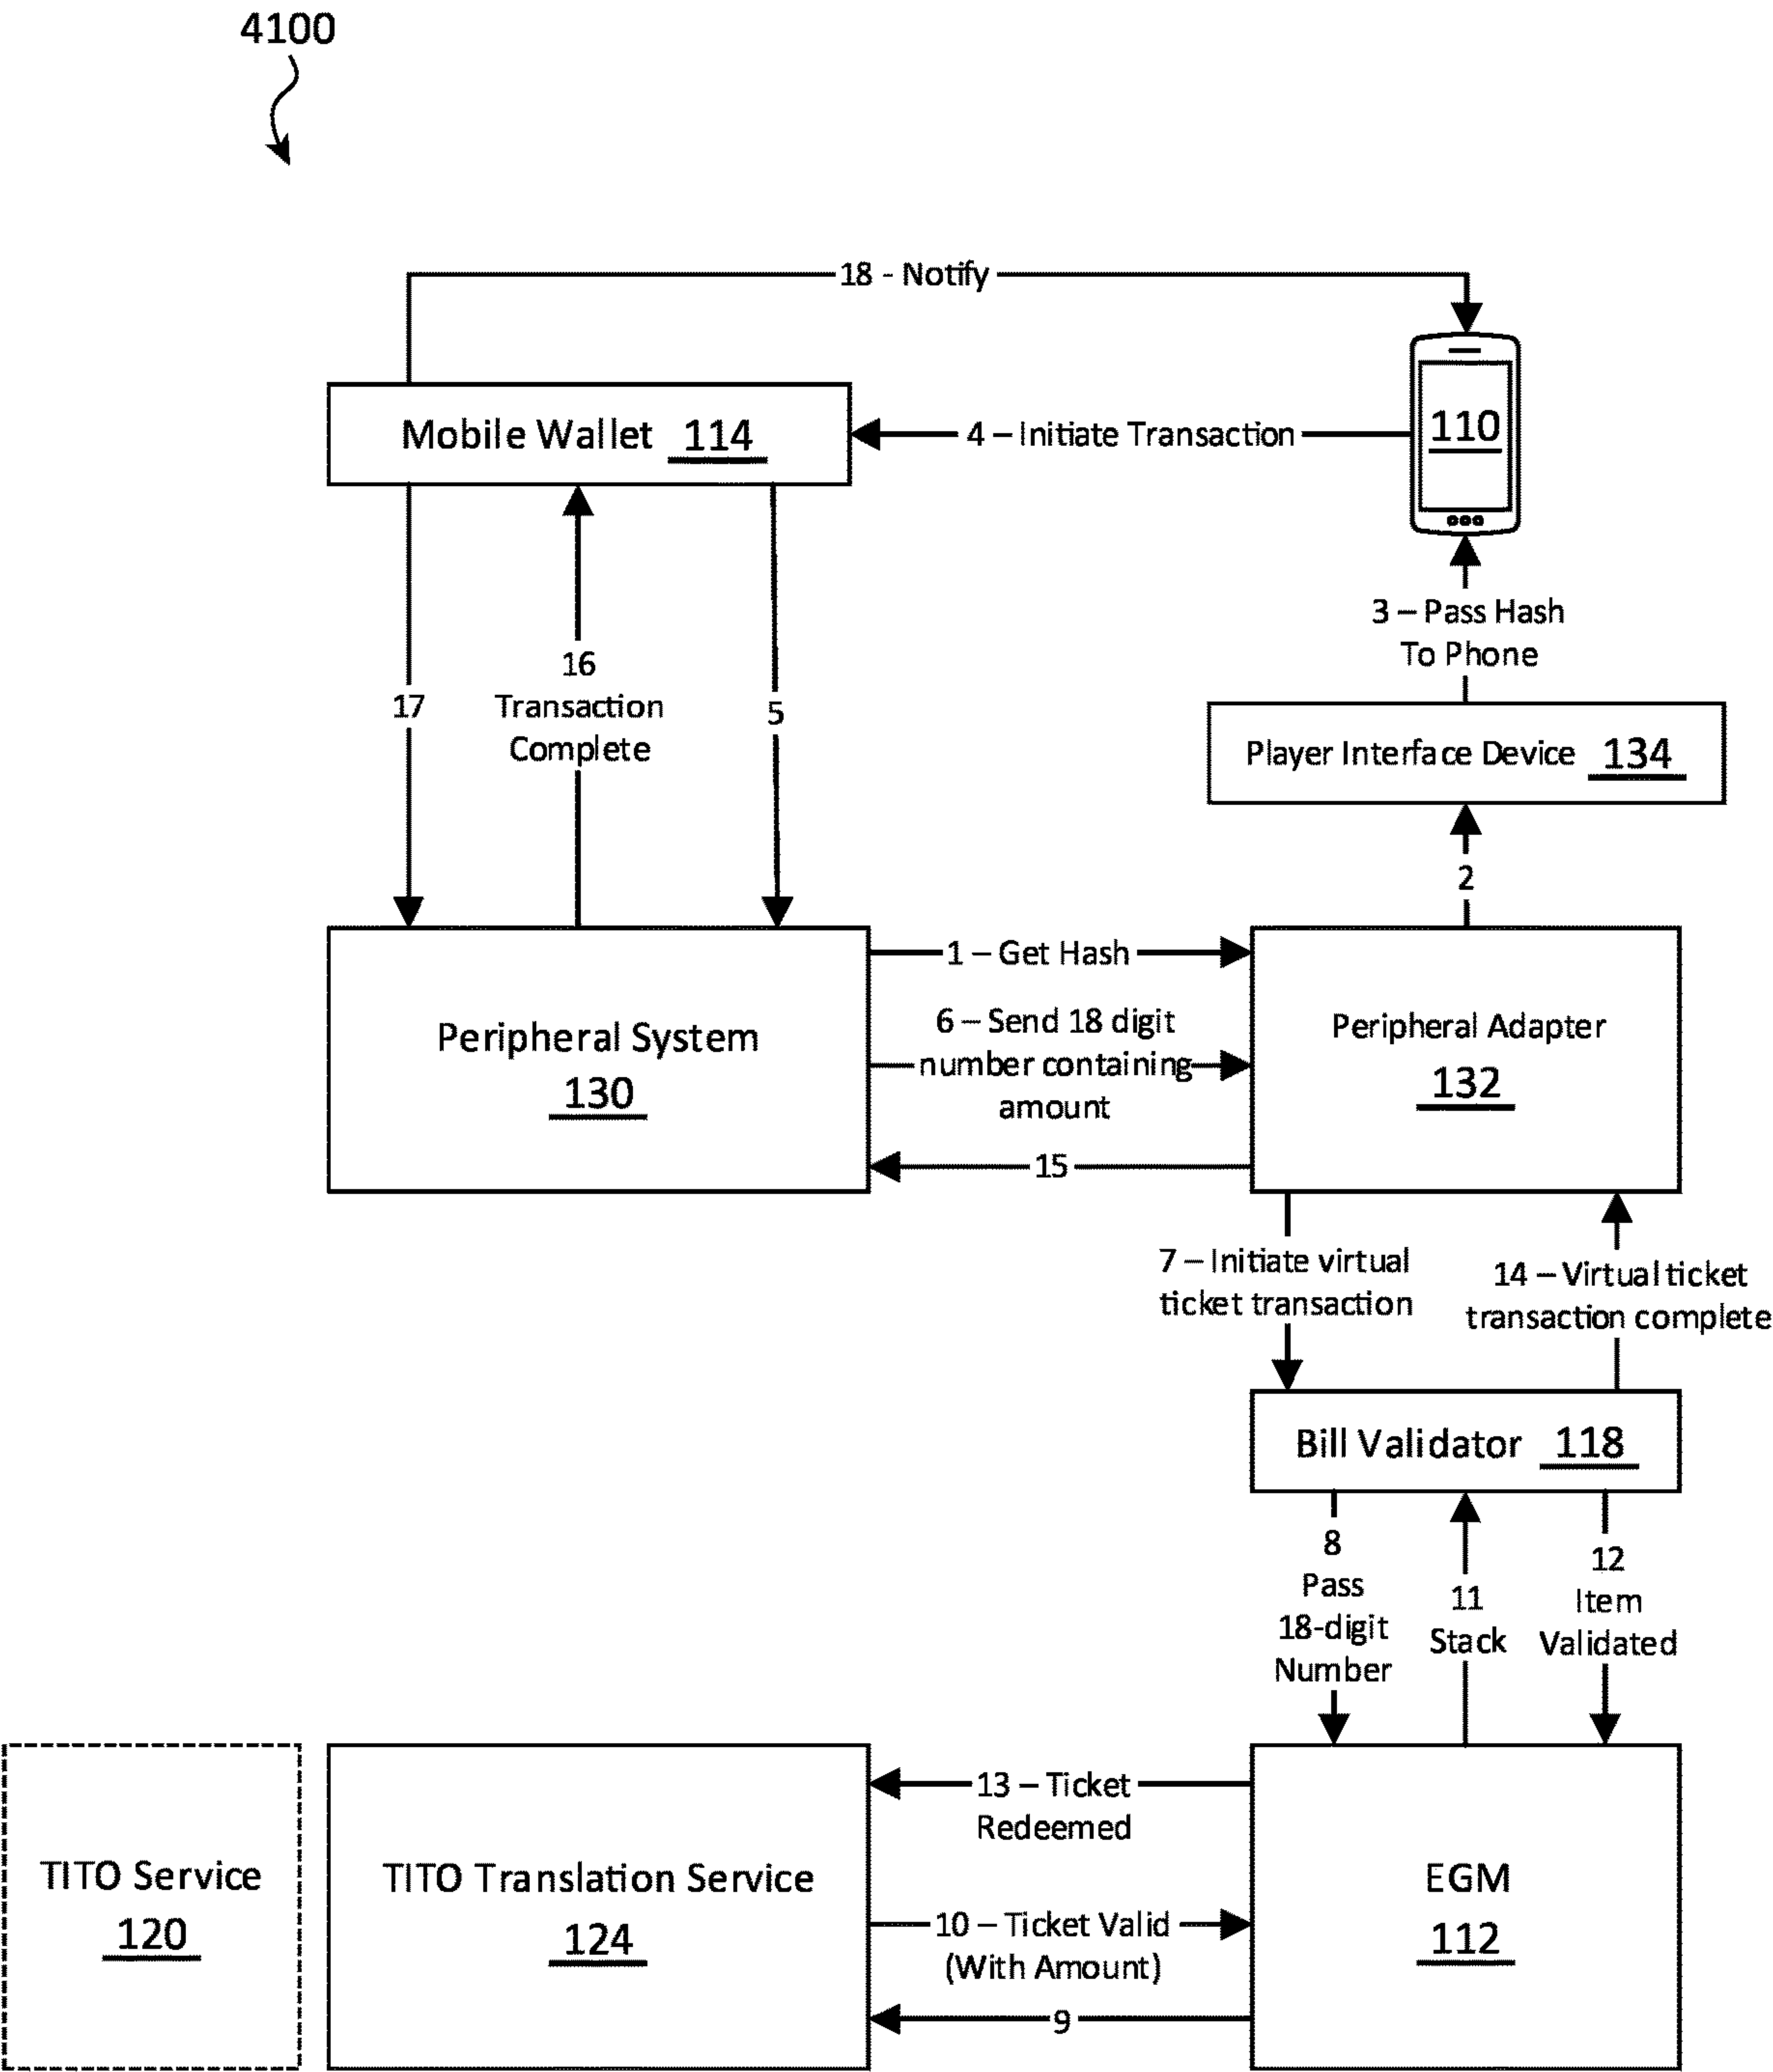 4100
18 - Notify
Mobile Wallet 114
4 – Initiate Transaction
110
3 – Pass Hash
To Phone
17
16
Transaction
Complete
5
Player Interface Device 134
2
1 – Get Hash
Peripheral System
130
6 – Send 18 digit
number containing
amount
15
Peripheral Adapter
132
7 – Initiate virtual
ticket transaction
14 – Virtual ticket
transaction complete
Bill Validator 118
8
Pass
18-digit
Number
11
Stack
12
Item
Validated
TITO Service
120
TITO Translation Service
124
13 – Ticket
Redeemed
10 – Ticket Valid
(With Amount)
9
EGM
112